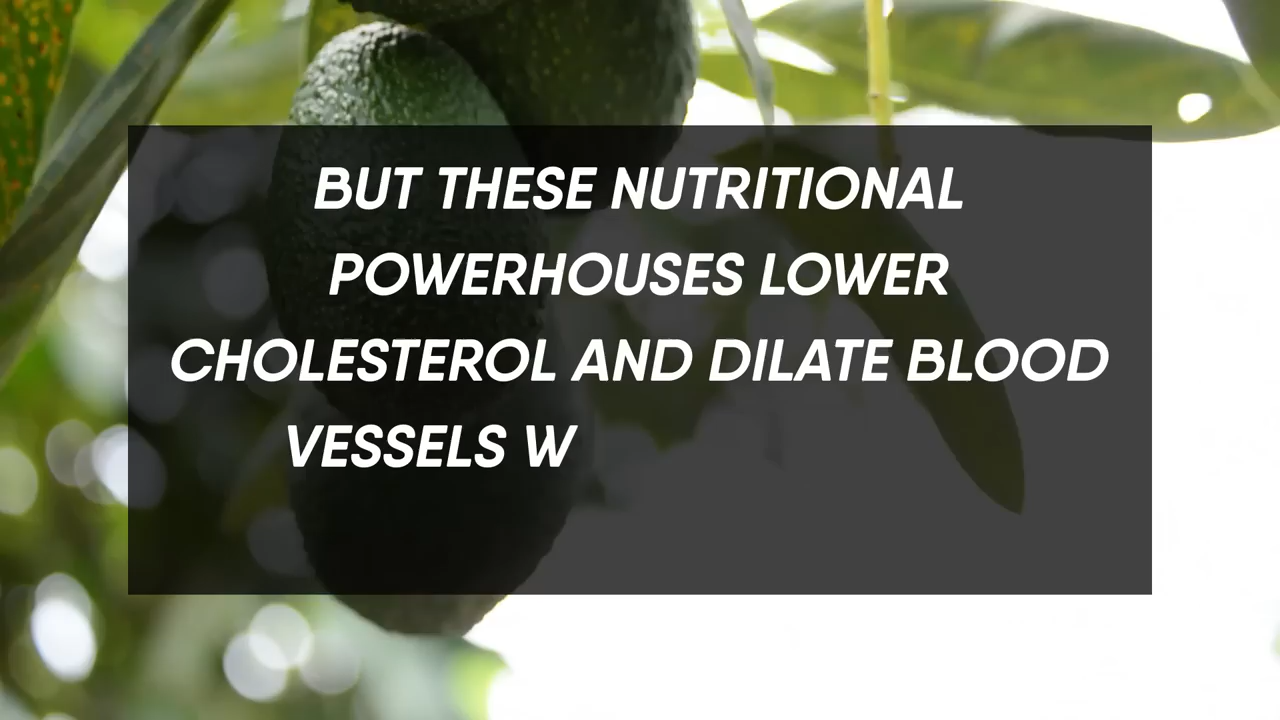 BUT THESE NUTRITIONAL
POWERHOUSES LOWER
CHOLESTEROL AND DILATE BLOOD
VESSELS W